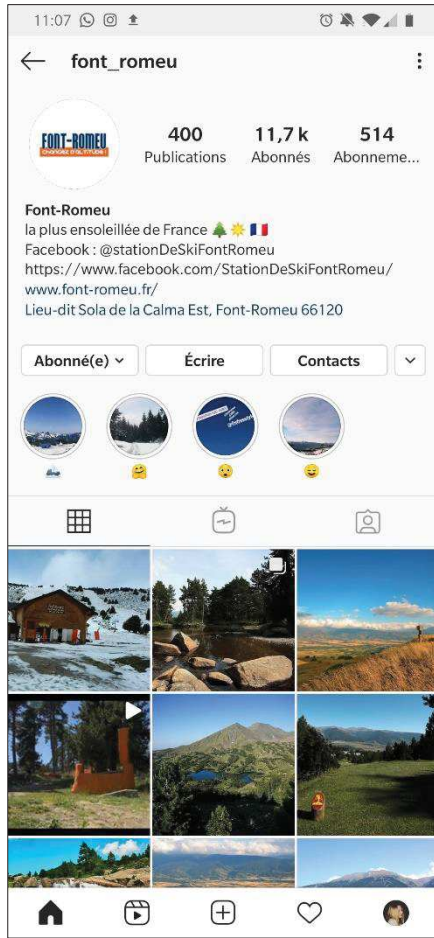 11:07
font_romeu
FONT-ROMEU
CHANGEZ D'ALTITUDE !
400 11,7 k 514
Publications Abonnés Abonneme...
Font-Romeu
la plus ensoleillée de France 🌲☀️🇫🇷
Facebook : @stationDeSkiFontRomeu
https://www.facebook.com/StationDeSkiFontRomeu/
www.font-romeu.fr/
Lieu-dit Sola de la Calma Est, Font-Romeu 66120
Abonné(e) Écrire Contacts